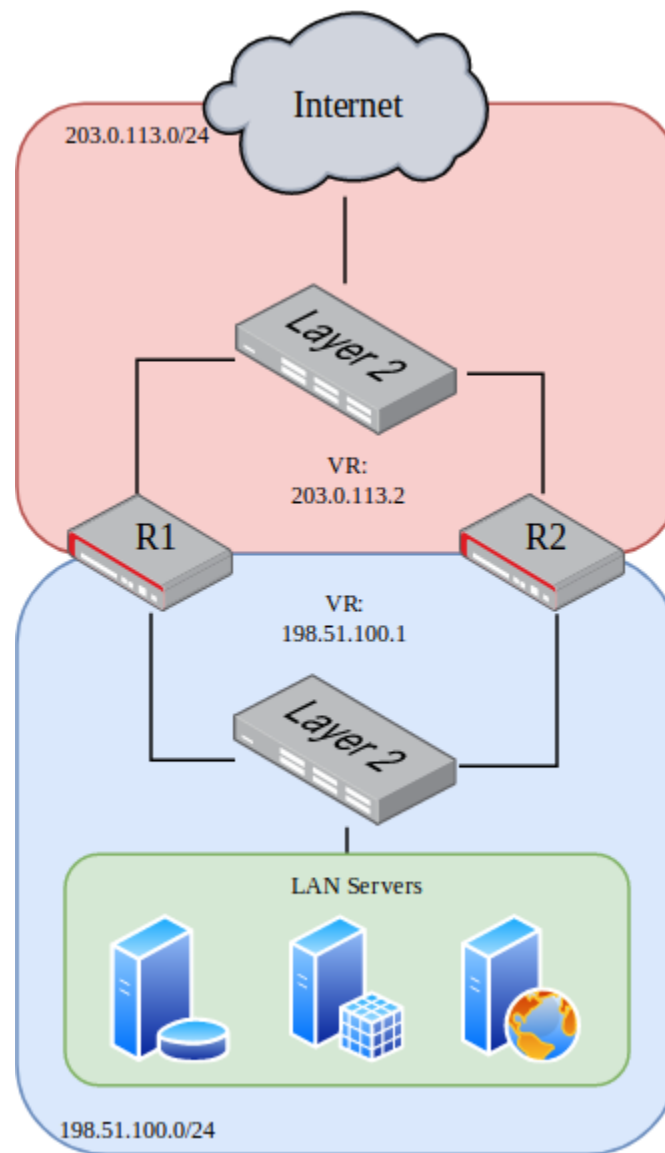 Internet
203.0.113.0/24
Layer 2
VR:
203.0.113.2
R1
R2
VR:
198.51.100.1
Layer 2
LAN Servers
198.51.100.0/24